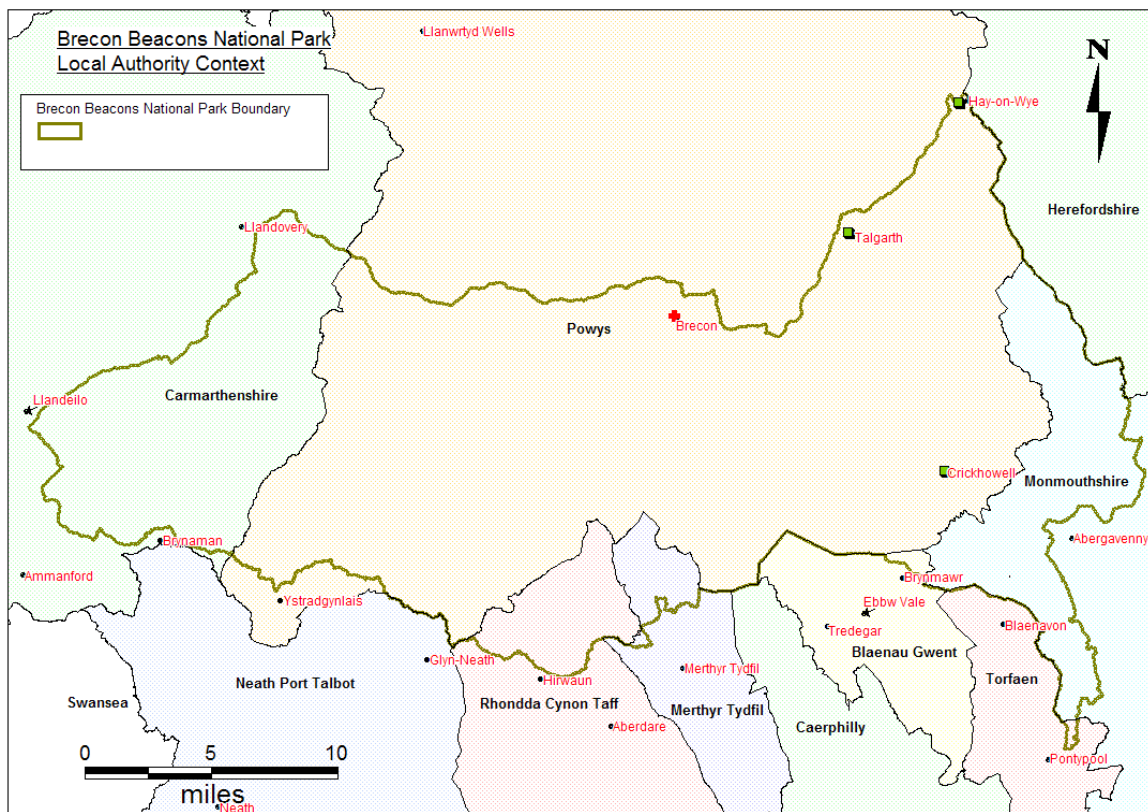 Brecon Beacons National Park
Local Authority Context
Brecon Beacons National Park Boundary
Llanwrtyd Wells
N
Hay-on-Wye
Herefordshire
Llandovery
Talgarth
Powys
Brecon
Carmarthenshire
Llandeilo
Crickhowell
Monmouthshire
Brynaman
Abergavenny
Ammanford
Brynmawr
Ystradgynlais
Ebbw Vale
Tredegar
Blaenavon
Blaenau Gwent
Glyn-Neath
Merthyr Tydfil
Hirwaun
Neath Port Talbot
Torfaen
Swansea
Rhondda Cynon Taff
Merthyr Tydfil
Aberdare
Caerphilly
0 5 10
Pontypool
miles
Neath